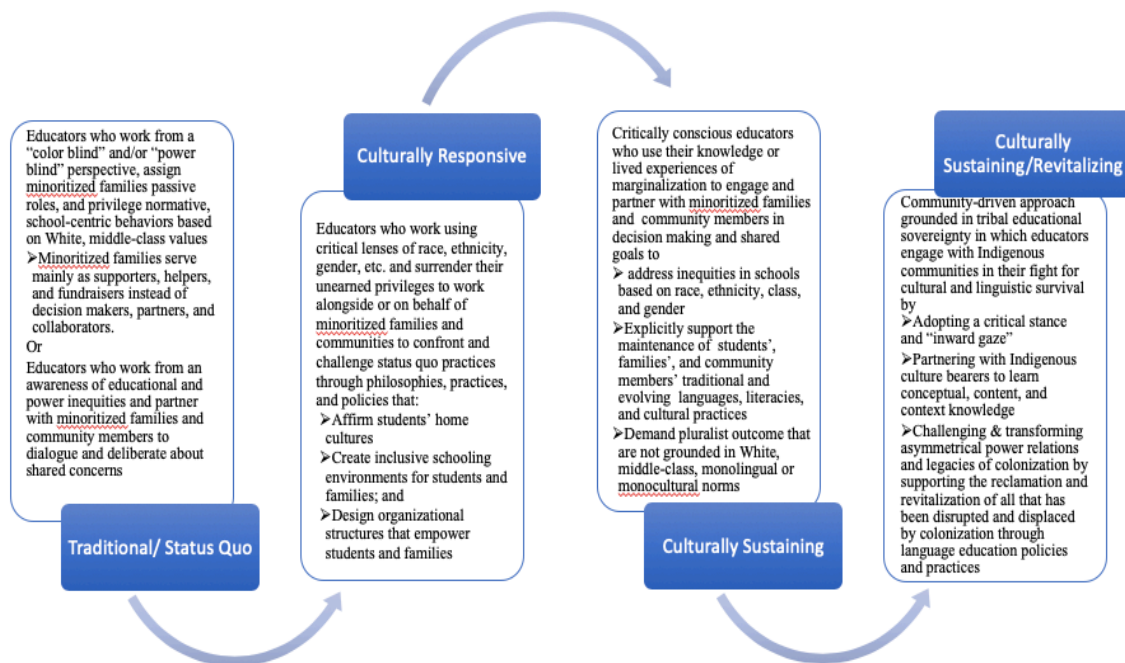 Educators who work from a
“color blind” and/or “power
blind” perspective, assign
minoritized families passive
roles, and privilege normative,
school-centric behaviors based
on White, middle-class values
➢Minoritized families serve
mainly as supporters, helpers,
and fundraisers instead of
decision makers, partners, and
collaborators.
Or
Educators who work from an
awareness of educational and
power inequities and partner
with minoritized families and
community members to
dialogue and deliberate about
shared concerns
Traditional/ Status Quo
Culturally Responsive
Educators who work using
critical lenses of race, ethnicity,
gender, etc. and surrender their
unearned privileges to work
alongside or on behalf of
minoritized families and
communities to confront and
challenge status quo practices
through philosophies, practices,
and policies that:
➢Affirm students’ home
cultures
➢Create inclusive schooling
environments for students and
families; and
➢Design organizational
structures that empower
students and families
Critically conscious educators
who use their knowledge or
lived experiences of
marginalization to engage and
partner with minoritized families
and community members in
decision making and shared
goals to
➢ address inequities in schools
based on race, ethnicity, class,
and gender
➢Explicitly support the
maintenance of students’,
families’, and community
members’ traditional and
evolving languages, literacies,
and cultural practices
➢Demand pluralist outcome that
are not grounded in White,
middle-class, monolingual or
monocultural norms
Culturally Sustaining
Culturally
Sustaining/Revitalizing
Community-driven approach
grounded in tribal educational
sovereignty in which educators
engage with Indigenous
communities in their fight for
cultural and linguistic survival
by
➢Adopting a critical stance
and “inward gaze”
➢Partnering with Indigenous
culture bearers to learn
conceptual, content, and
context knowledge
➢Challenging & transforming
asymmetrical power relations
and legacies of colonization by
supporting the reclamation and
revitalization of all that has
been disrupted and displaced
by colonization through
language education policies
and practices